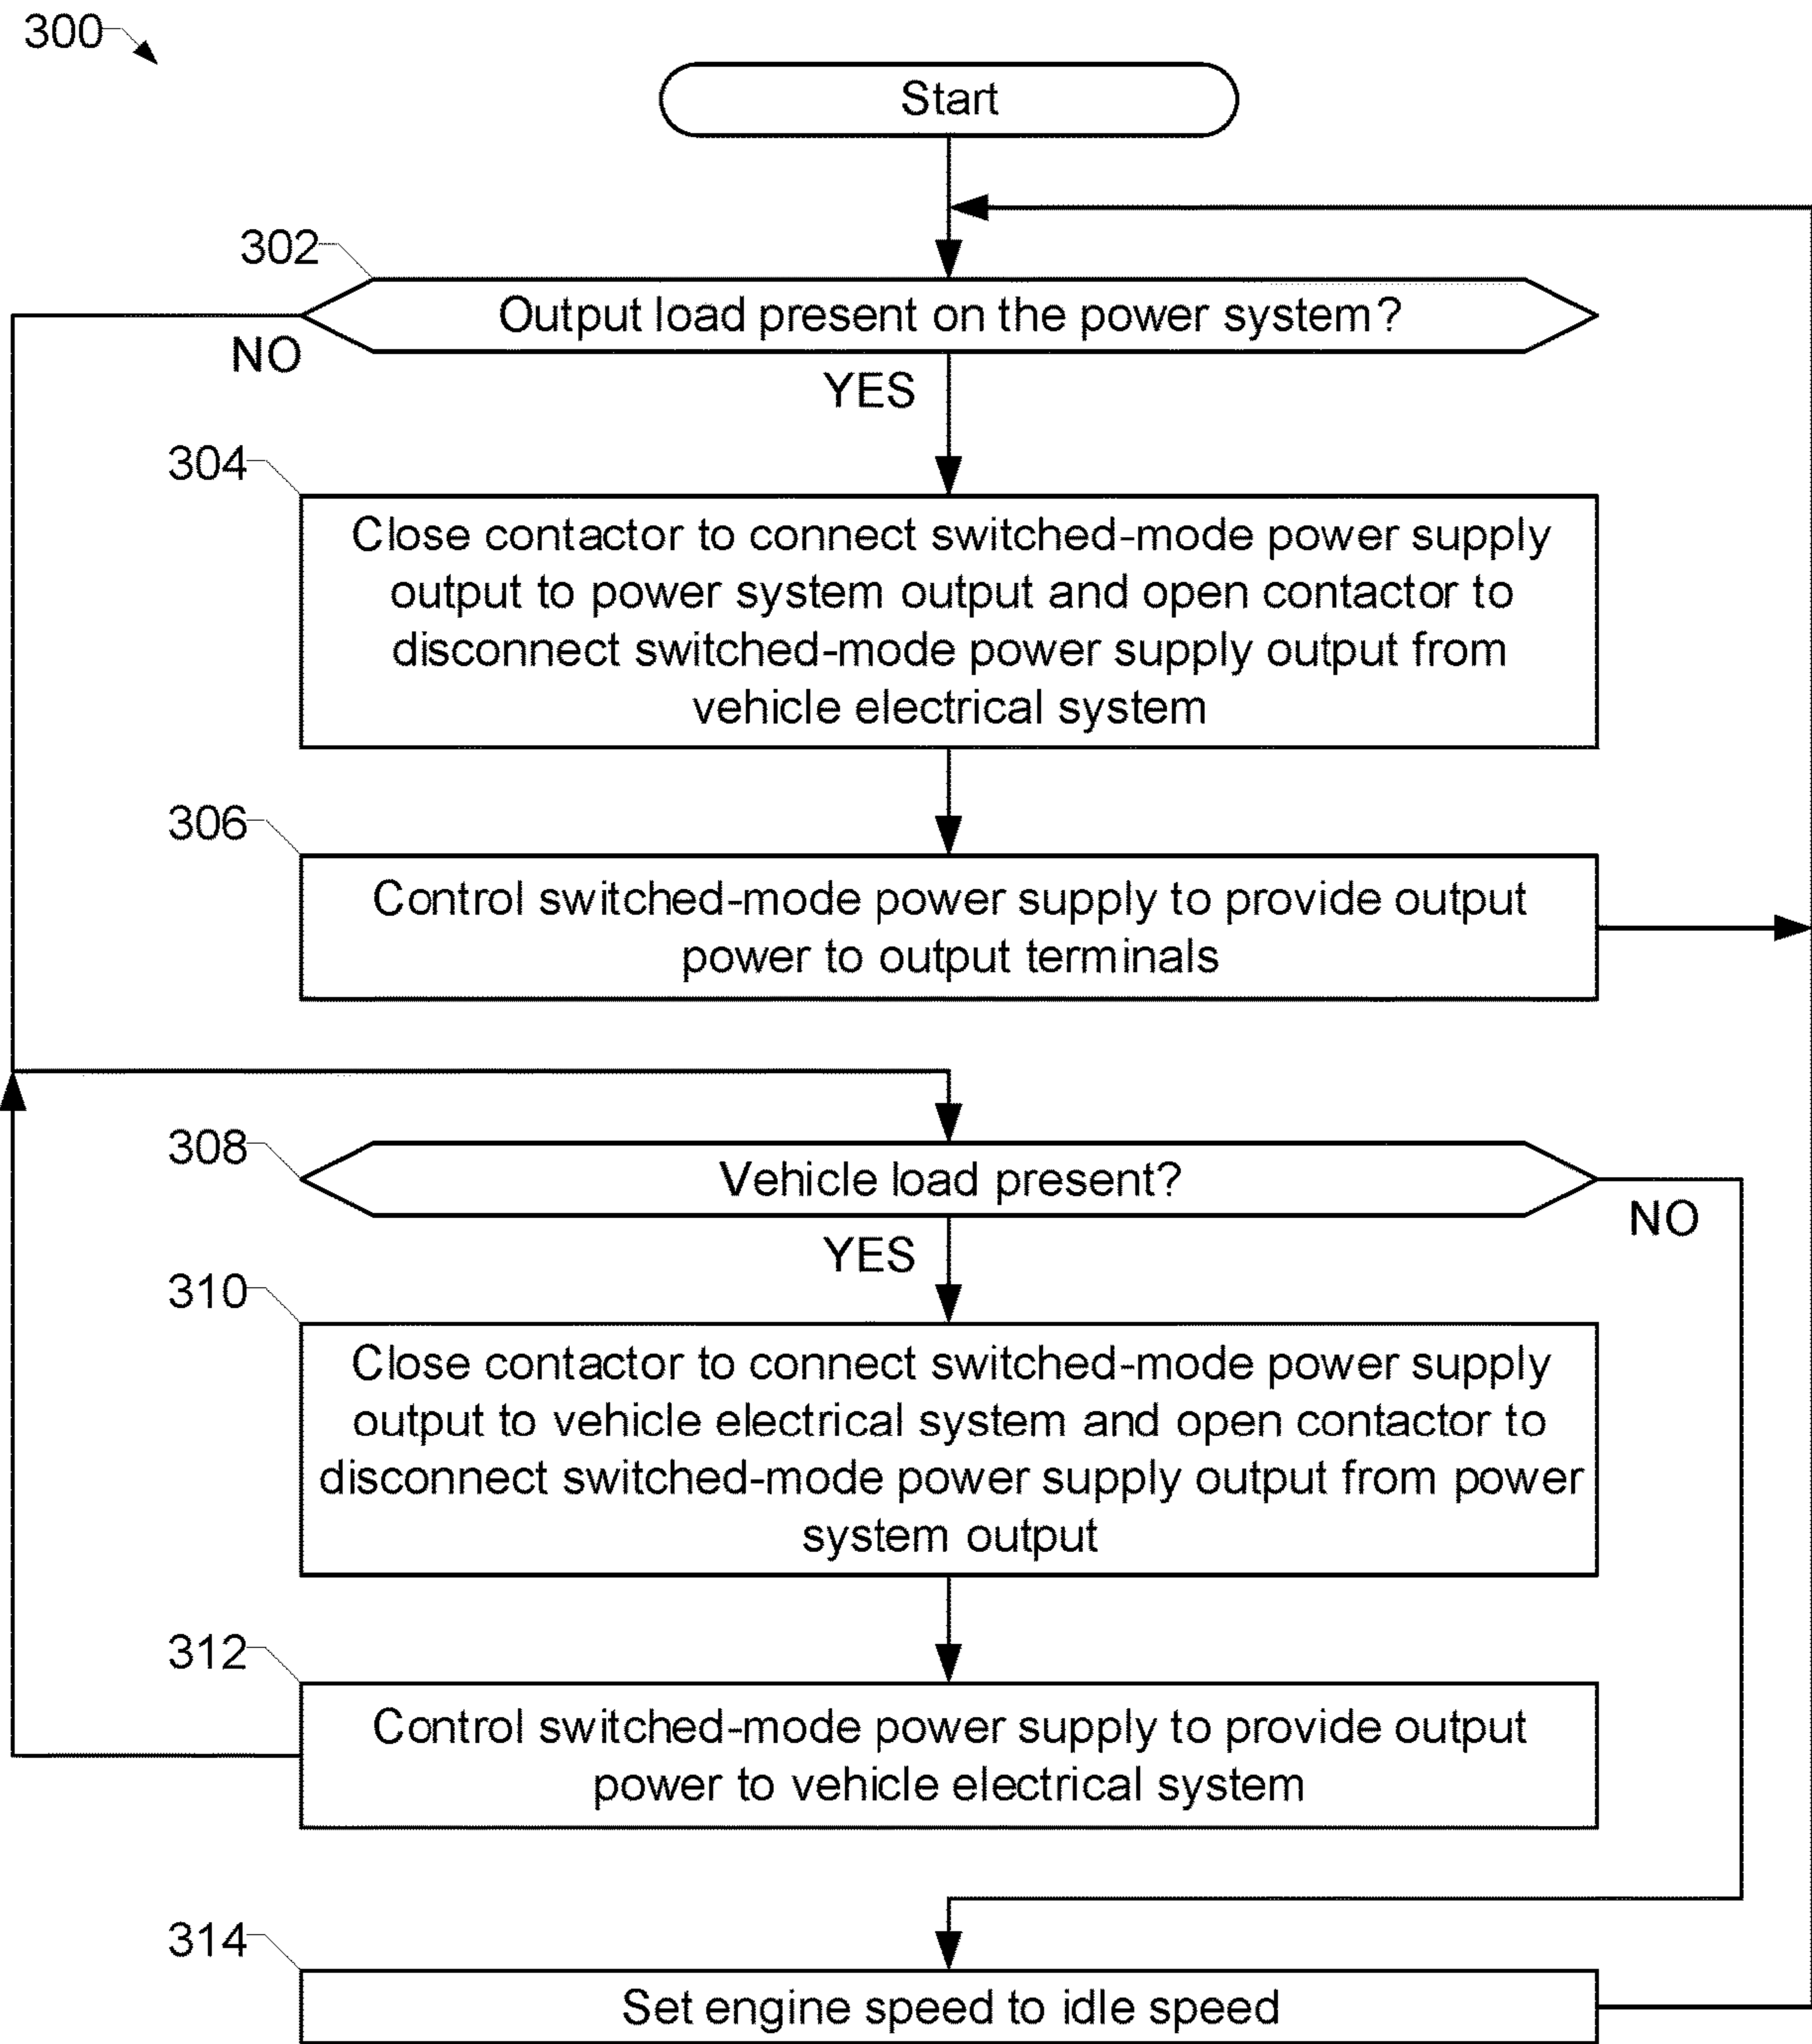 300
Start
302
Output load present on the power system?
NO
YES
304
Close contactor to connect switched-mode power supply
output to power system output and open contactor to
disconnect switched-mode power supply output from
vehicle electrical system
306
Control switched-mode power supply to provide output
power to output terminals
308
Vehicle load present?
NO
YES
310
Close contactor to connect switched-mode power supply
output to vehicle electrical system and open contactor to
disconnect switched-mode power supply output from power
system output
312
Control switched-mode power supply to provide output
power to vehicle electrical system
314
Set engine speed to idle speed